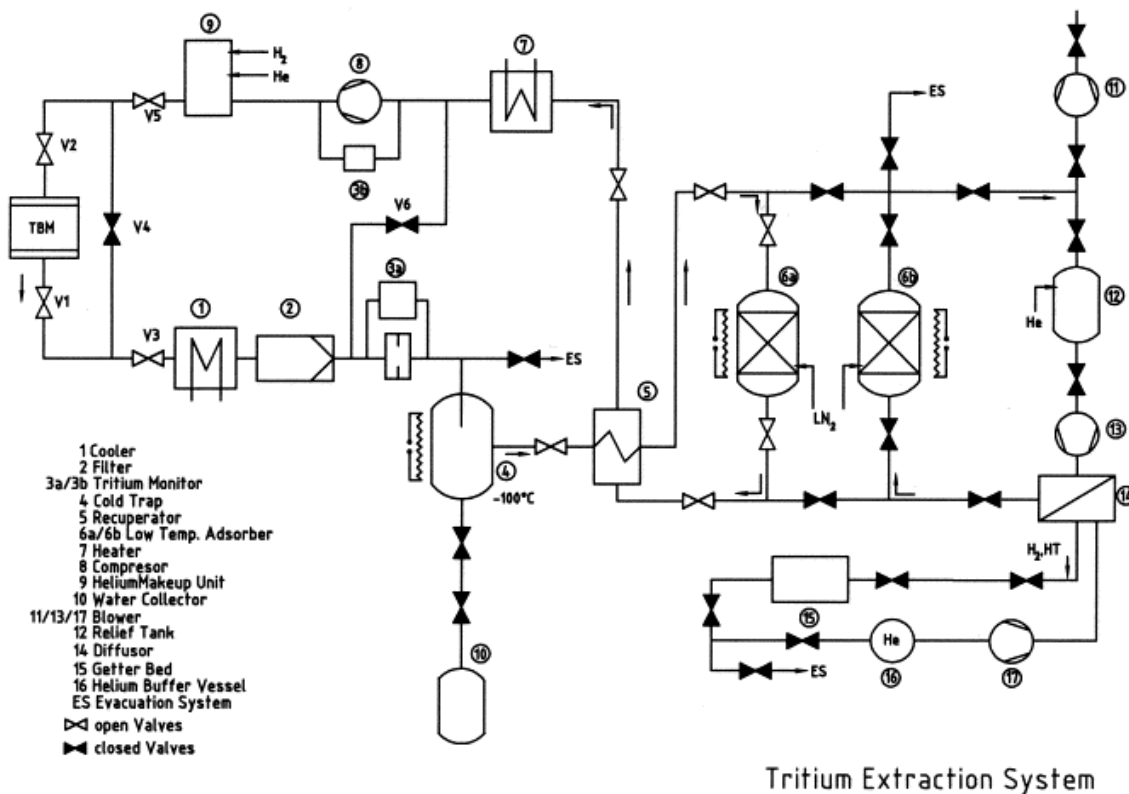 9
H2
He
7
8
11
ES
V5
V2
3b
V6
TBM
V4
3a
6a
6b
12
He
V1
1
2
V3
ES
5
LN2
13
4
-100°C
14
H2,HT
15
He
16
17
ES
10
1 Cooler
2 Filter
3a/3b Tritium Monitor
4 Cold Trap
5 Recuperator
6a/6b Low Temp. Adsorber
7 Heater
8 Compresor
9 HeliumMakeup Unit
10 Water Collector
11/13/17 Blower
12 Relief Tank
14 Diffusor
15 Getter Bed
16 Helium Buffer Vessel
ES Evacuation System
open Valves
closed Valves
Tritium Extraction System